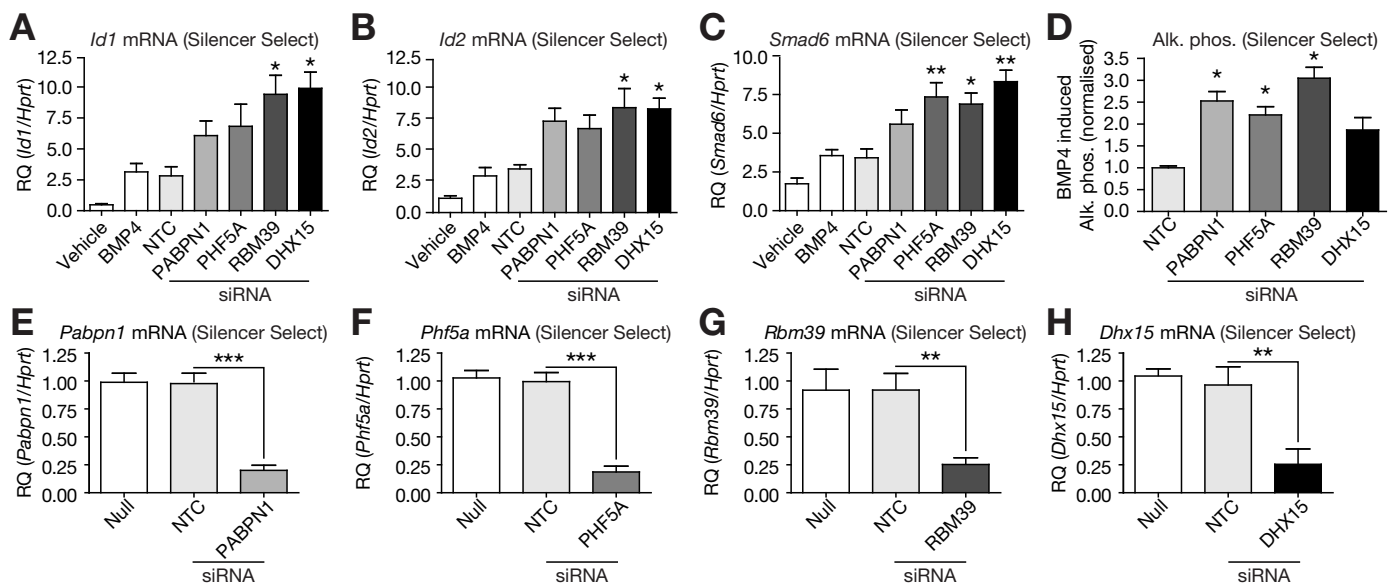 A
Id1 mRNA (Silencer Select)
RQ (Id1/Hprt)
12.5
10.0
7.5
5.0
2.5
0.0
*
*
Vehicle
BMP4
NTC
PABPN1
PHF5A
RBM39
DHX15
siRNA
B
Id2 mRNA (Silencer Select)
RQ (Id2/Hprt)
12.5
10.0
7.5
5.0
2.5
0.0
*
*
Vehicle
BMP4
NTC
PABPN1
PHF5A
RBM39
DHX15
siRNA
C
Smad6 mRNA (Silencer Select)
RQ (Smad6/Hprt)
10.0
7.5
5.0
2.5
0.0
**
*
**
Vehicle
BMP4
NTC
PABPN1
PHF5A
RBM39
DHX15
siRNA
D
Alk. phos. (Silencer Select)
BMP4 induced
Alk. phos. (normalised)
3.5
3.0
2.5
2.0
1.5
1.0
0.5
0.0
*
*
*
NTC
PABPN1
PHF5A
RBM39
DHX15
siRNA
E
Pabpn1 mRNA (Silencer Select)
RQ (Pabpn1/Hprt)
1.25
1.00
0.75
0.50
0.25
0.00
***
Null
NTC
PABPN1
siRNA
F
Phf5a mRNA (Silencer Select)
RQ (Phf5a/Hprt)
1.25
1.00
0.75
0.50
0.25
0.00
***
Null
NTC
PHF5A
siRNA
G
Rbm39 mRNA (Silencer Select)
RQ (Rbm39/Hprt)
1.25
1.00
0.75
0.50
0.25
0.00
**
Null
NTC
RBM39
siRNA
H
Dhx15 mRNA (Silencer Select)
RQ (Dhx15/Hprt)
1.25
1.00
0.75
0.50
0.25
0.00
**
Null
NTC
DHX15
siRNA